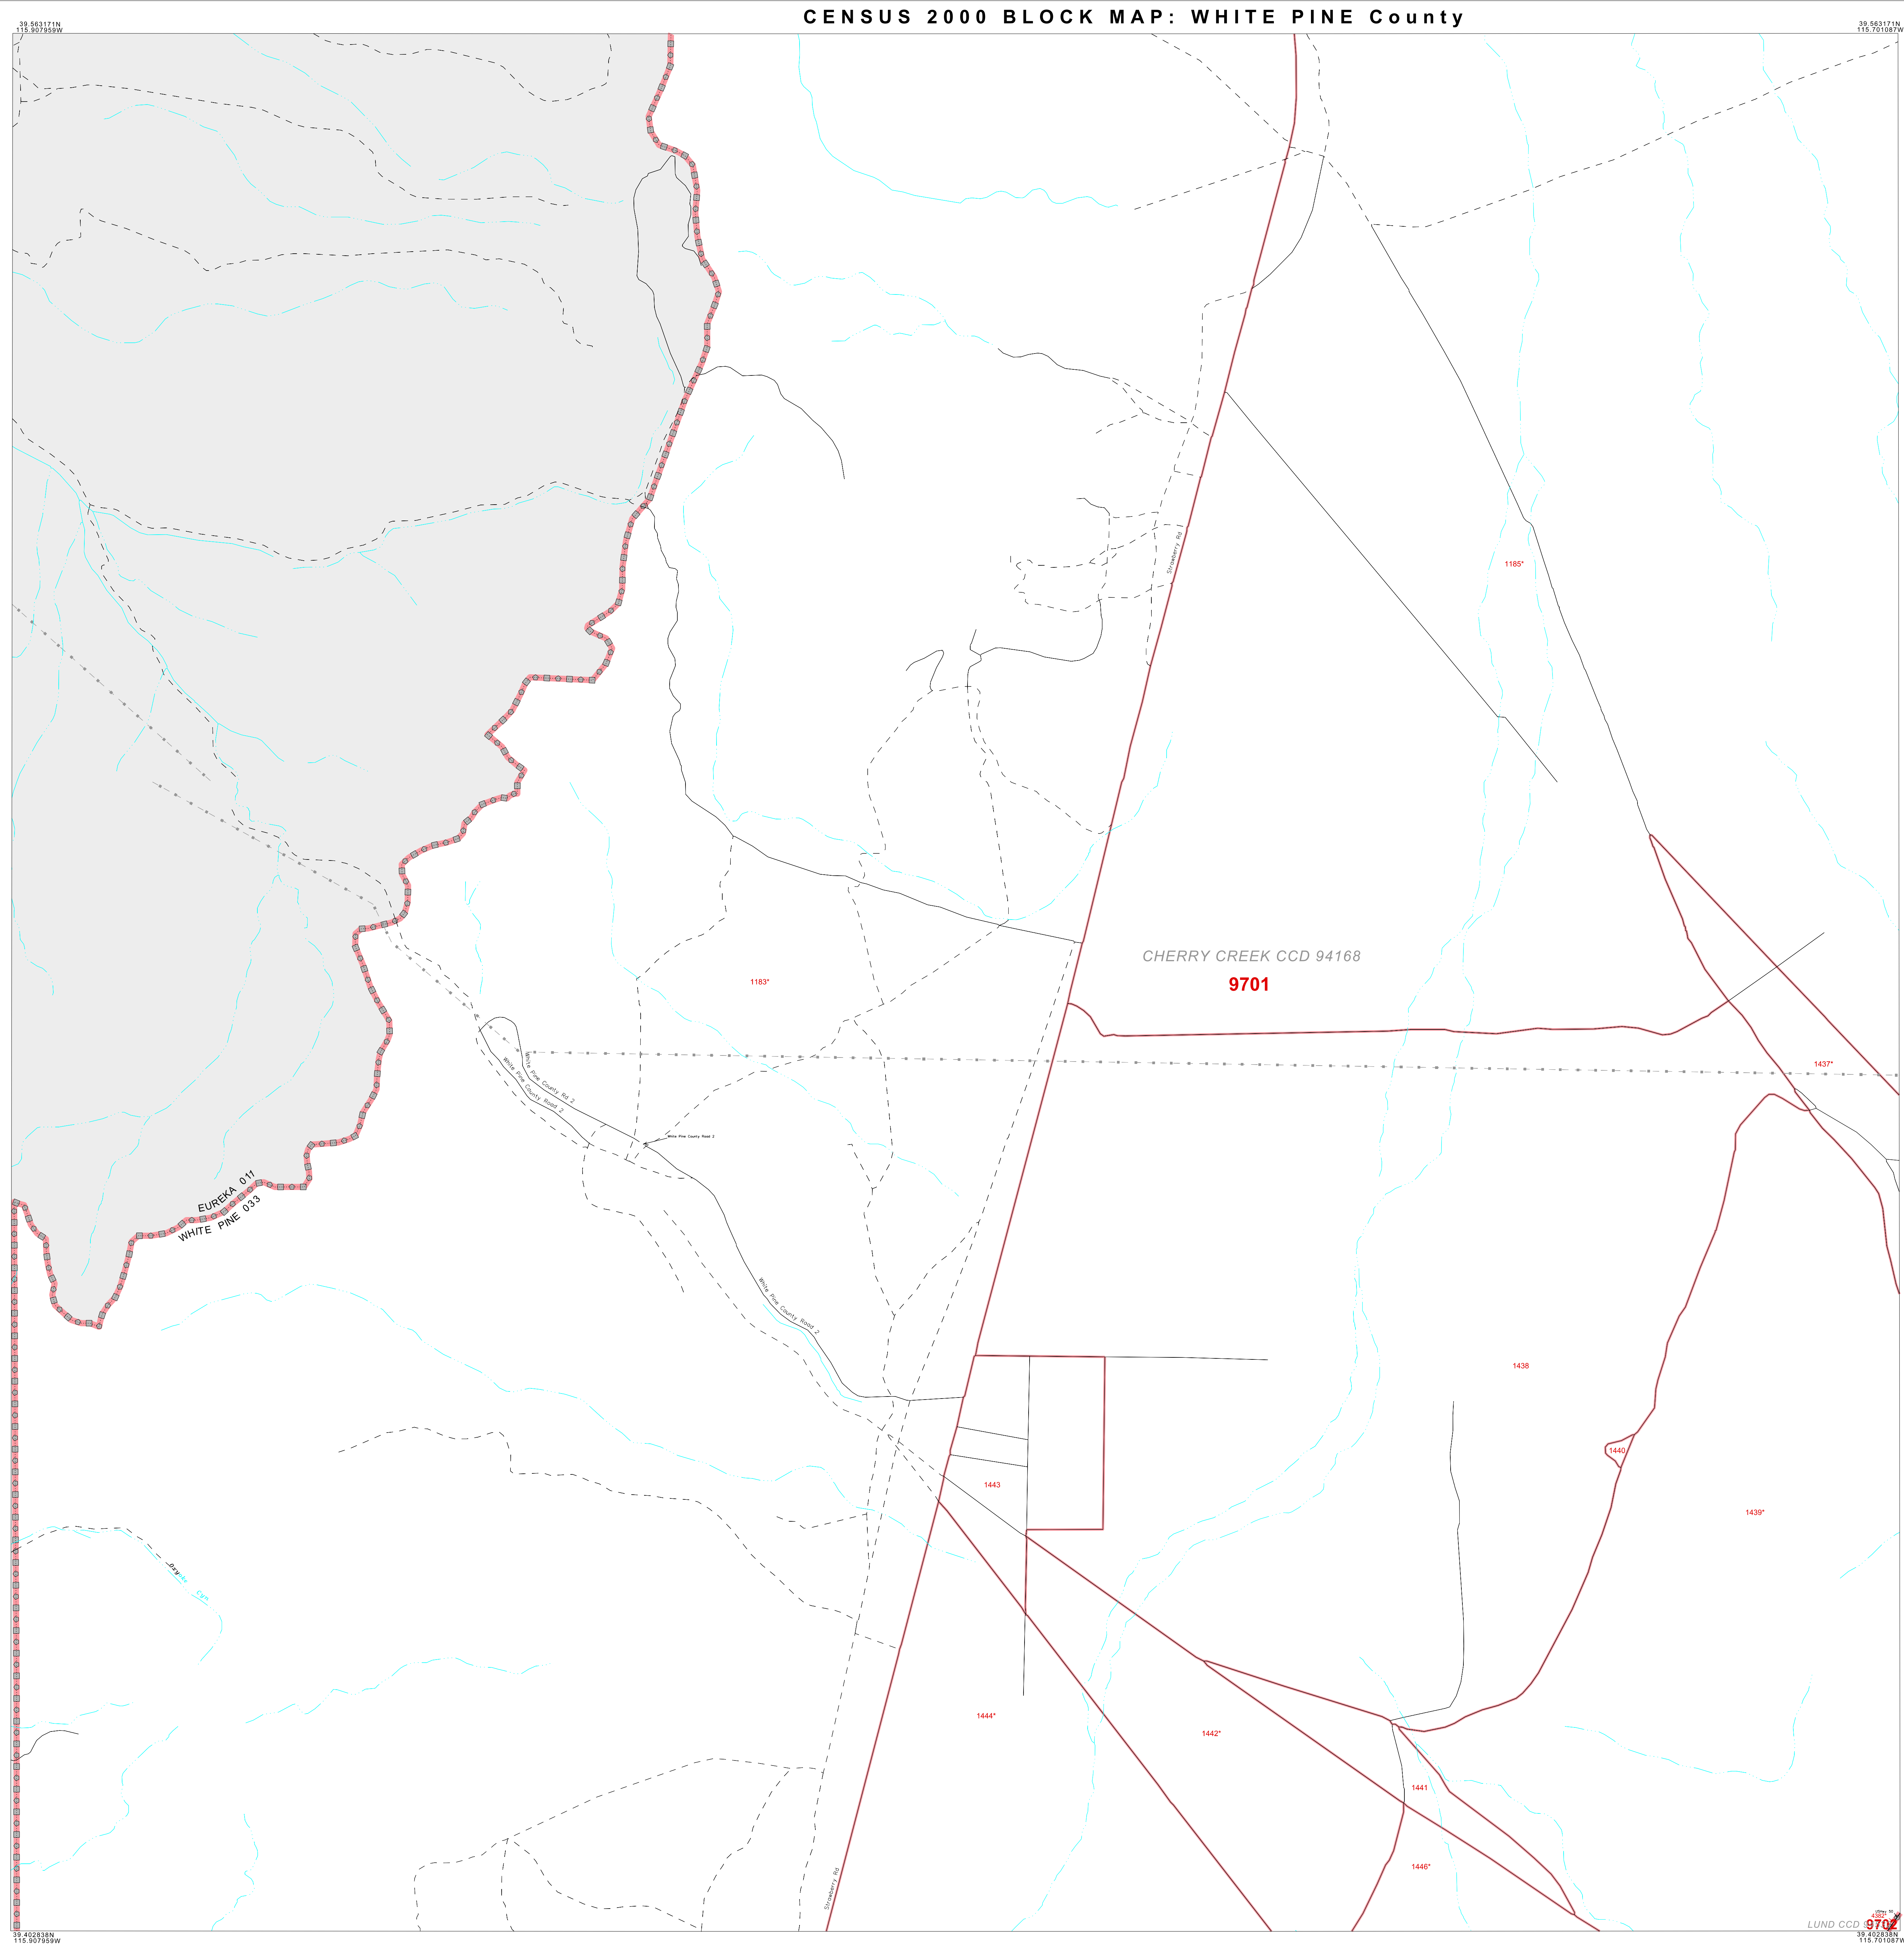 CENSUS 2000 BLOCK MAP: WHITE PINE County
39.563171N
115.907959W
39.563171N
115.701087W
Strawberry Rd
1185*
CHERRY CREEK CCD 94168
9701
1183*
White Pine County Rd 2
White Pine County Road 2
1437*
White Pine County Road 2
EUREKA 011
WHITE PINE 033
White Pine County Road 2
1438
1440
1443
1439*
Cyn
1444*
1442*
1441
1446*
Strawberry Rd
4382*
LUND CCD
9702
39.402838N
115.907959W
39.402838N
115.701087W